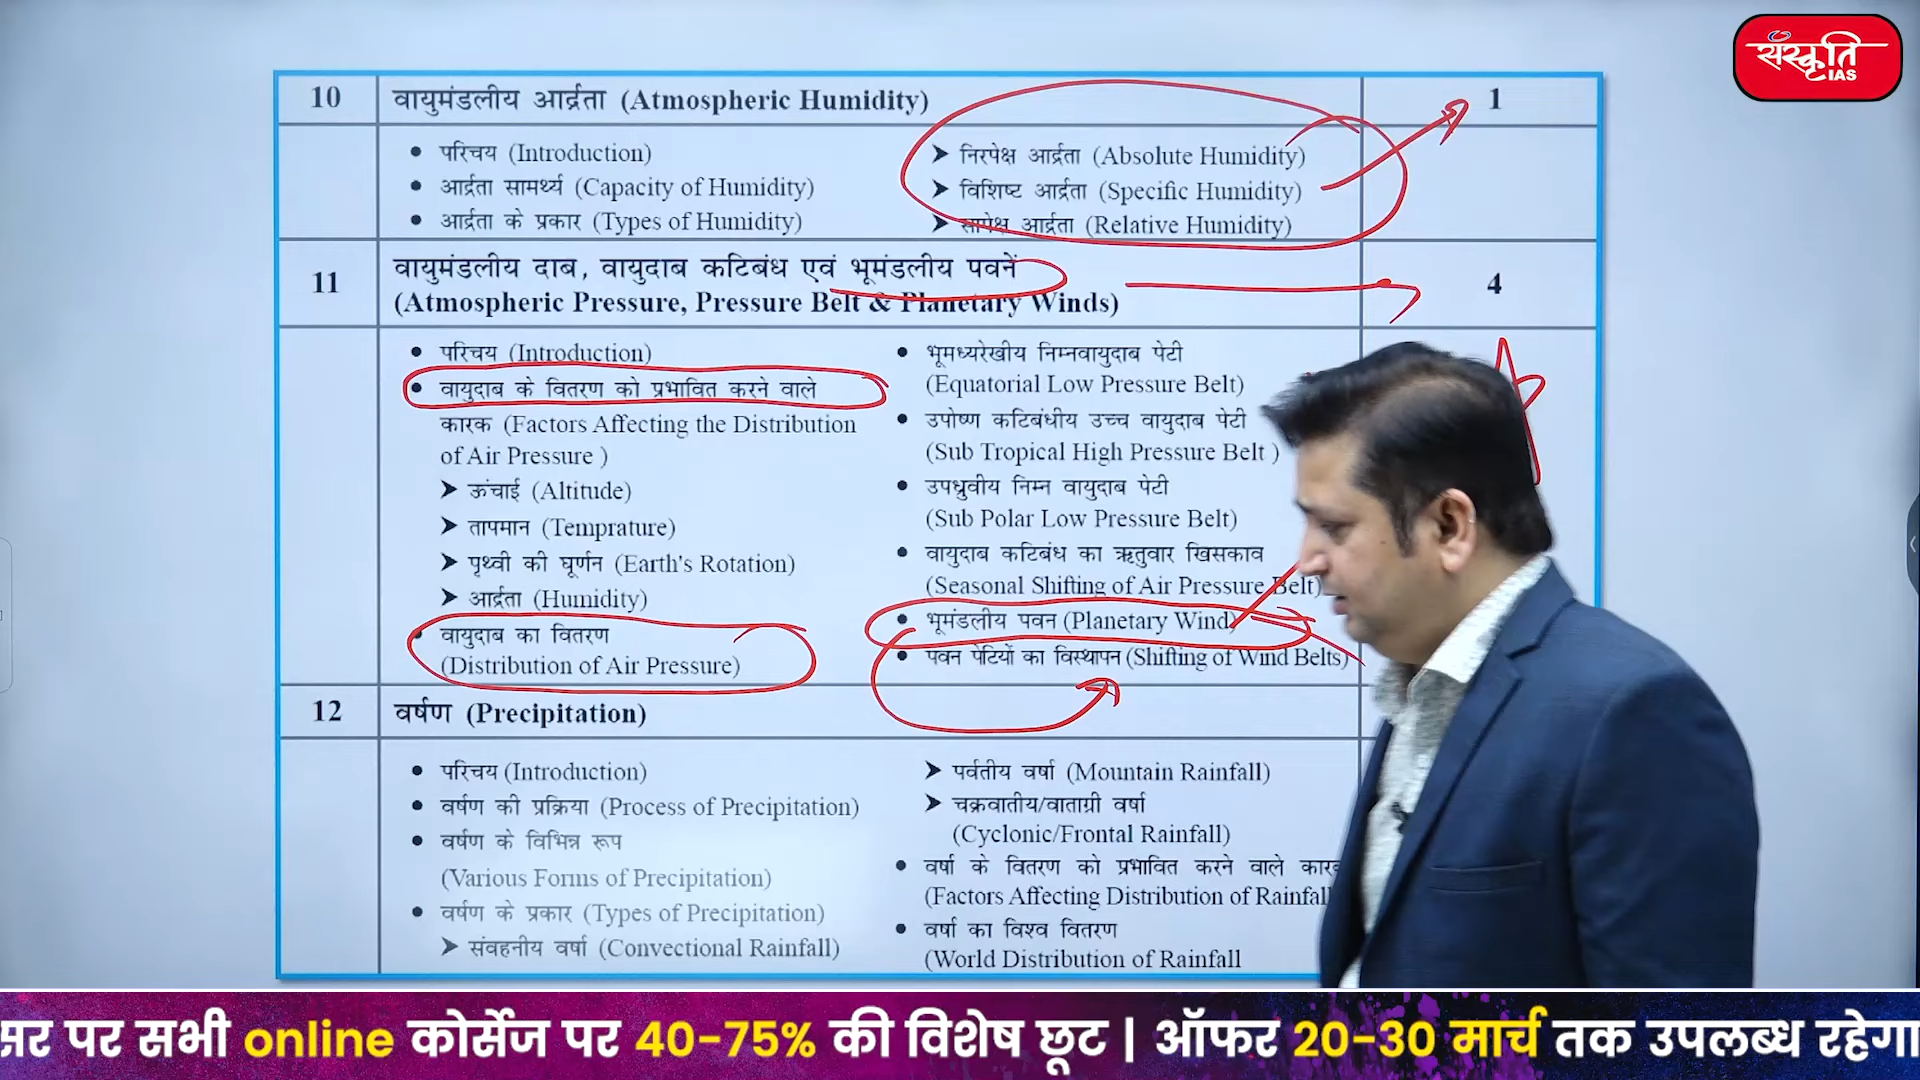 संस्कृति
IAS
10 वायुमंडलीय आर्द्रता (Atmospheric Humidity) 1
• परिचय (Introduction)
• आर्द्रता सामर्थ्य (Capacity of Humidity)
• आर्द्रता के प्रकार (Types of Humidity)
➤ निरपेक्ष आर्द्रता (Absolute Humidity)
➤ विशिष्ट आर्द्रता (Specific Humidity)
➤ सापेक्ष आर्द्रता (Relative Humidity)
11 वायुमंडलीय दाब, वायुदाब कटिबंध एवं भूमंडलीय पवनें 4
(Atmospheric Pressure, Pressure Belt & Planetary Winds)
• परिचय (Introduction)
• वायुदाब के वितरण को प्रभावित करने वाले
कारक (Factors Affecting the Distribution
of Air Pressure )
➤ ऊंचाई (Altitude)
➤ तापमान (Temprature)
➤ पृथ्वी की घूर्णन (Earth's Rotation)
➤ आर्द्रता (Humidity)
• वायुदाब का वितरण
(Distribution of Air Pressure)
• भूमध्यरेखीय निम्नवायुदाब पेटी
(Equatorial Low Pressure Belt)
• उपोष्ण कटिबंधीय उच्च वायुदाब पेटी
(Sub Tropical High Pressure Belt )
• उपध्रुवीय निम्न वायुदाब पेटी
(Sub Polar Low Pressure Belt)
• वायुदाब कटिबंध का ऋतुवार खिसकाव
(Seasonal Shifting of Air Pressure Belt)
• भूमंडलीय पवन (Planetary Wind)
• पवन पेटियों का विस्थापन (Shifting of Wind Belts)
12 वर्षण (Precipitation)
• परिचय (Introduction)
• वर्षण की प्रक्रिया (Process of Precipitation)
• वर्षण के विभिन्न रूप
(Various Forms of Precipitation)
• वर्षण के प्रकार (Types of Precipitation)
➤ संवहनीय वर्षा (Convectional Rainfall)
➤ पर्वतीय वर्षा (Mountain Rainfall)
➤ चक्रवातीय/वाताग्री वर्षा
(Cyclonic/Frontal Rainfall)
• वर्षा के वितरण को प्रभावित करने वाले
(Factors Affecting Distribution of Rainfall
• वर्षा का विश्व वितरण
(World Distribution of Rainfall
पर सभी online कोर्सेज पर 40-75% की विशेष छूट | ऑफर 20-30 मार्च तक उपलब्ध रहेगा